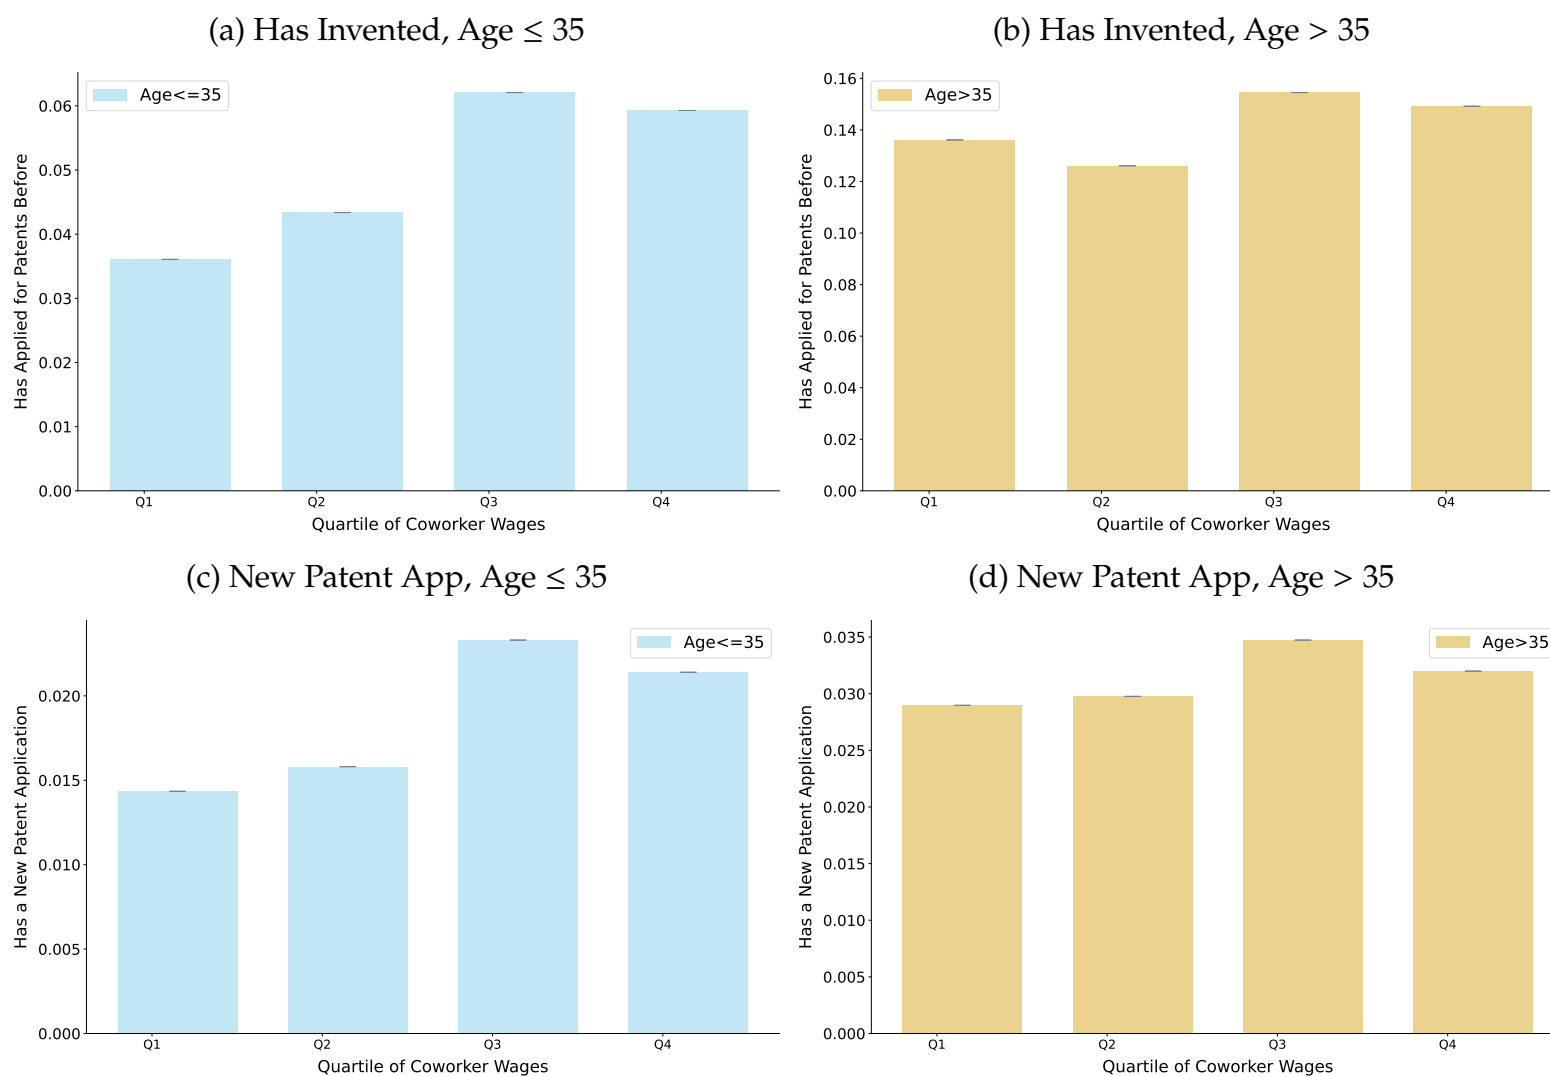 (a) Has Invented, Age ≤ 35
Age<=35
Has Applied for Patents Before
0.06
0.05
0.04
0.03
0.02
0.01
0.00
Q1 Q2 Q3 Q4
Quartile of Coworker Wages
(b) Has Invented, Age > 35
Age>35
Has Applied for Patents Before
0.16
0.14
0.12
0.10
0.08
0.06
0.04
0.02
0.00
Q1 Q2 Q3 Q4
Quartile of Coworker Wages
(c) New Patent App, Age ≤ 35
Age<=35
Has a New Patent Application
0.020
0.015
0.010
0.005
0.000
Q1 Q2 Q3 Q4
Quartile of Coworker Wages
(d) New Patent App, Age > 35
Age>35
Has a New Patent Application
0.035
0.030
0.025
0.020
0.015
0.010
0.005
0.000
Q1 Q2 Q3 Q4
Quartile of Coworker Wages